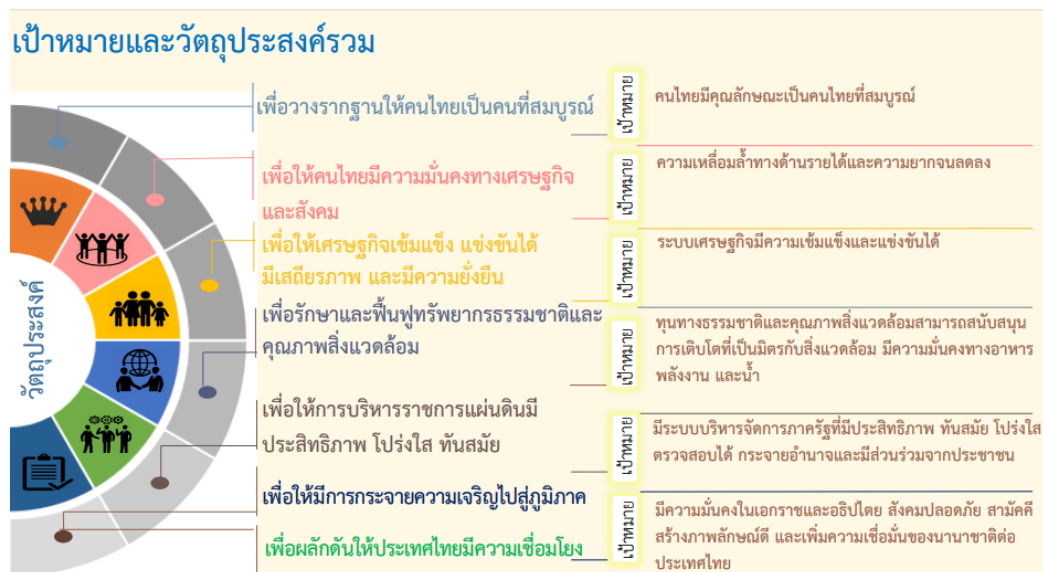 เป้าหมายและวัตถุประสงค์รวม
วัตถุประสงค์
เพื่อวางรากฐานให้คนไทยเป็นคนที่สมบูรณ์
เป้าหมาย
คนไทยมีคุณลักษณะเป็นคนไทยที่สมบูรณ์
เพื่อให้คนไทยมีความมั่นคงทางเศรษฐกิจ
และสังคม
เป้าหมาย
ความเหลื่อมล้ำทางด้านรายได้และความยากจนลดลง
เพื่อให้เศรษฐกิจเข้มแข็ง แข่งขันได้
มีเสถียรภาพ และมีความยั่งยืน
เป้าหมาย
ระบบเศรษฐกิจมีความเข้มแข็งและแข่งขันได้
เพื่อรักษาและฟื้นฟูทรัพยากรธรรมชาติและ
คุณภาพสิ่งแวดล้อม
เป้าหมาย
ทุนทางธรรมชาติและคุณภาพสิ่งแวดล้อมสามารถสนับสนุน
การเติบโตที่เป็นมิตรกับสิ่งแวดล้อม มีความมั่นคงทางอาหาร
พลังงาน และน้ำ
เพื่อให้การบริหารราชการแผ่นดินมี
ประสิทธิภาพ โปร่งใส ทันสมัย
เป้าหมาย
มีระบบบริหารจัดการภาครัฐที่มีประสิทธิภาพ ทันสมัย โปร่งใส
ตรวจสอบได้ กระจายอำนาจและมีส่วนร่วมจากประชาชน
เพื่อให้มีการกระจายความเจริญไปสู่ภูมิภาค
เพื่อผลักดันให้ประเทศไทยมีความเชื่อมโยง
เป้าหมาย
มีความมั่นคงในเอกราชและอธิปไตย สังคมปลอดภัย สามัคคี
สร้างภาพลักษณ์ดี และเพิ่มความเชื่อมั่นของนานาชาติต่อ
ประเทศไทย